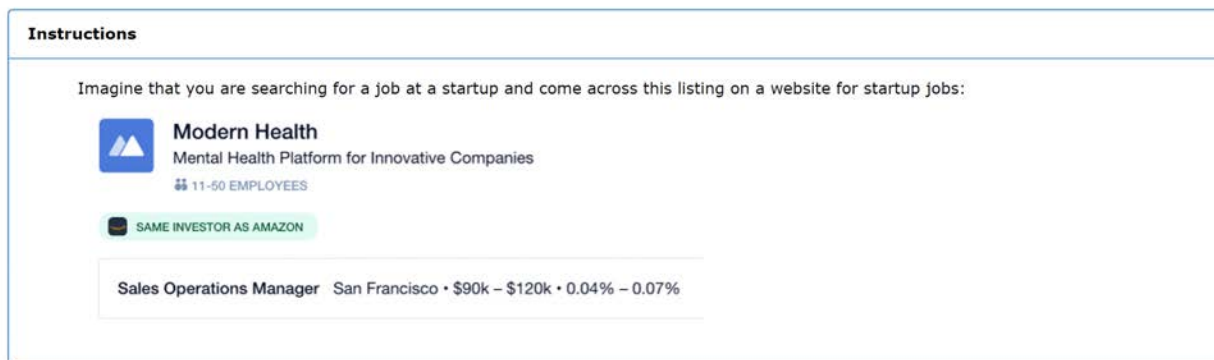 Instructions
Imagine that you are searching for a job at a startup and come across this listing on a website for startup jobs:
Modern Health
Mental Health Platform for Innovative Companies
11-50 EMPLOYEES
SAME INVESTOR AS AMAZON
Sales Operations Manager San Francisco • $90k – $120k • 0.04% – 0.07%